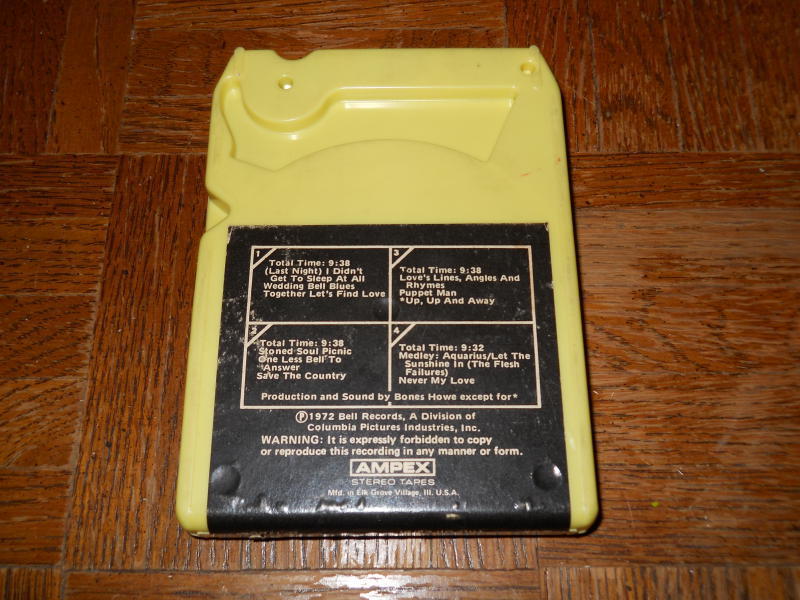 1
Total Time: 9:38
(Last Night) I Didn't
Get To Sleep At All
Wedding Bell Blues
Together Let's Find Love
3
Total Time: 9:38
Love's Lines, Angles And
Rhymes
Puppet Man
*Up, Up And Away
2
Total Time: 9:38
Stoned Soul Picnic
One Less Bell To
Answer
Save The Country
4
Total Time: 9:32
Medley: Aquarius/Let The
Sunshine In (The Flesh
Failures)
Never My Love
Production and Sound by Bones Howe except for*
Ⓟ1972 Bell Records, A Division of
Columbia Pictures Industries, Inc.
WARNING: It is expressly forbidden to copy
or reproduce this recording in any manner or form.
AMPEX
STEREO TAPES
Mfd. in Elk Grove Village, Ill. U.S.A.